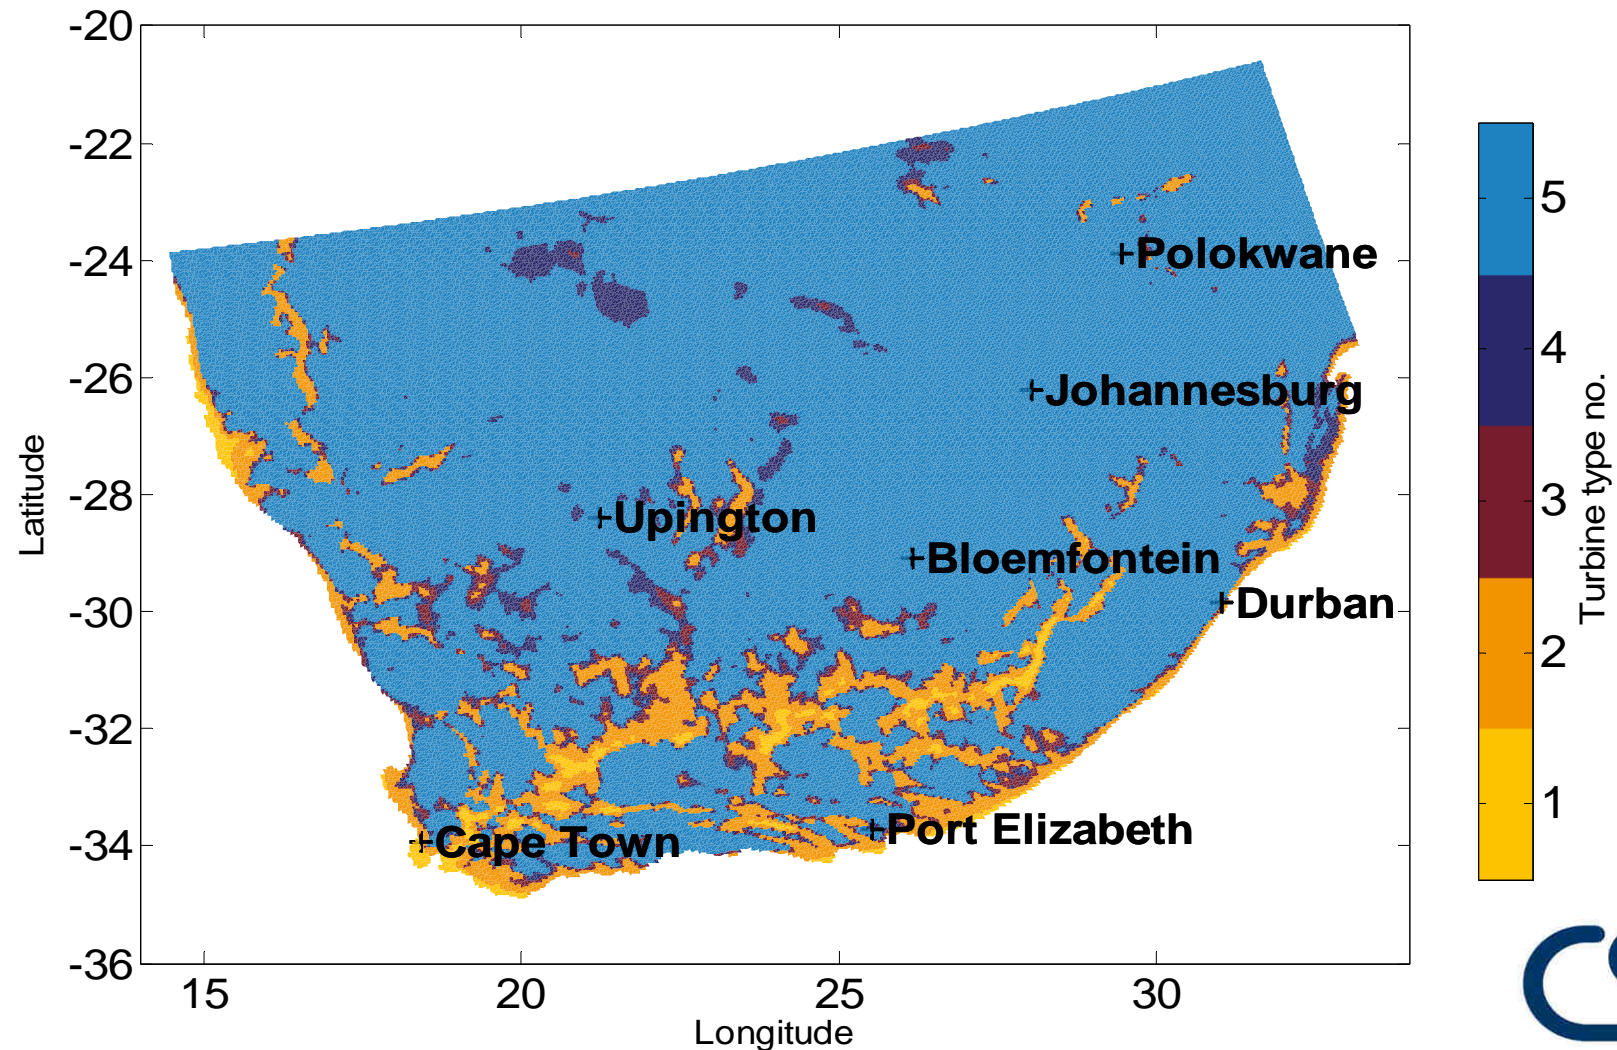 -20
-22
-24
-26
-28
-30
-32
-34
-36
Latitude
15
20
25
30
Longitude
Polokwane
Johannesburg
Upington
Bloemfontein
Durban
Port Elizabeth
Cape Town
5
4
3
2
1
Turbine type no.